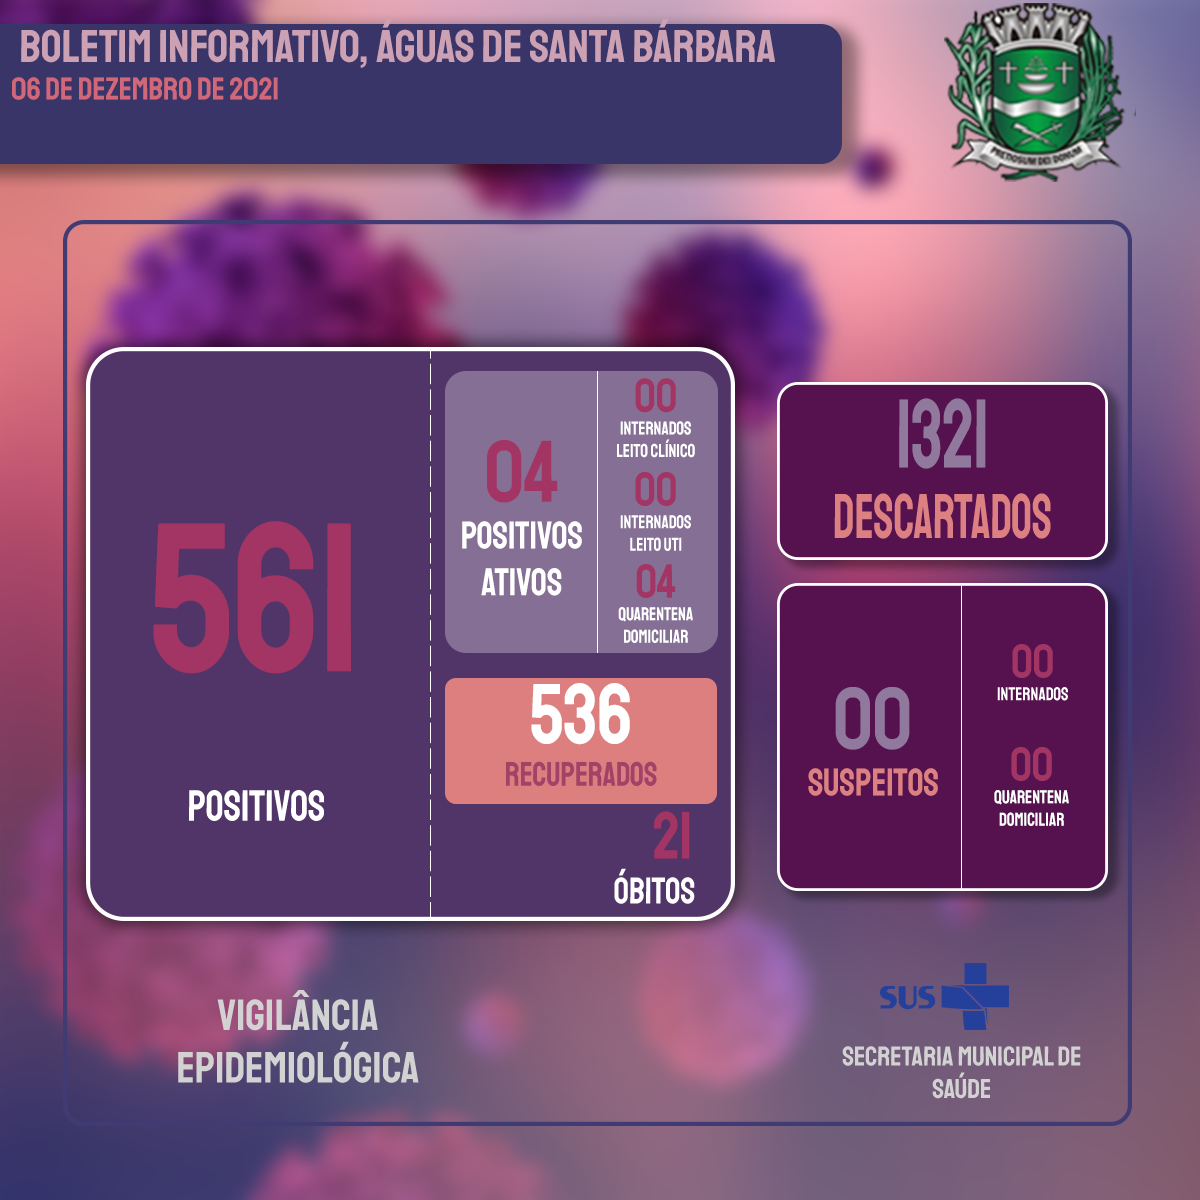 BOLETIM INFORMATIVO, ÁGUAS DE SANTA BÁRBARA
06 DE DEZEMBRO DE 2021
PRETIOSUM DEI DONUM
561
POSITIVOS
04
POSITIVOS
ATIVOS
00
INTERNADOS
LEITO CLÍNICO
00
INTERNADOS
LEITO UTI
04
QUARENTENA
DOMICILIAR
536
RECUPERADOS
21
ÓBITOS
1321
DESCARTADOS
00
SUSPEITOS
00
INTERNADOS
00
QUARENTENA
DOMICILIAR
VIGILÂNCIA
EPIDEMIOLÓGICA
SUS
SECRETARIA MUNICIPAL DE
SAÚDE